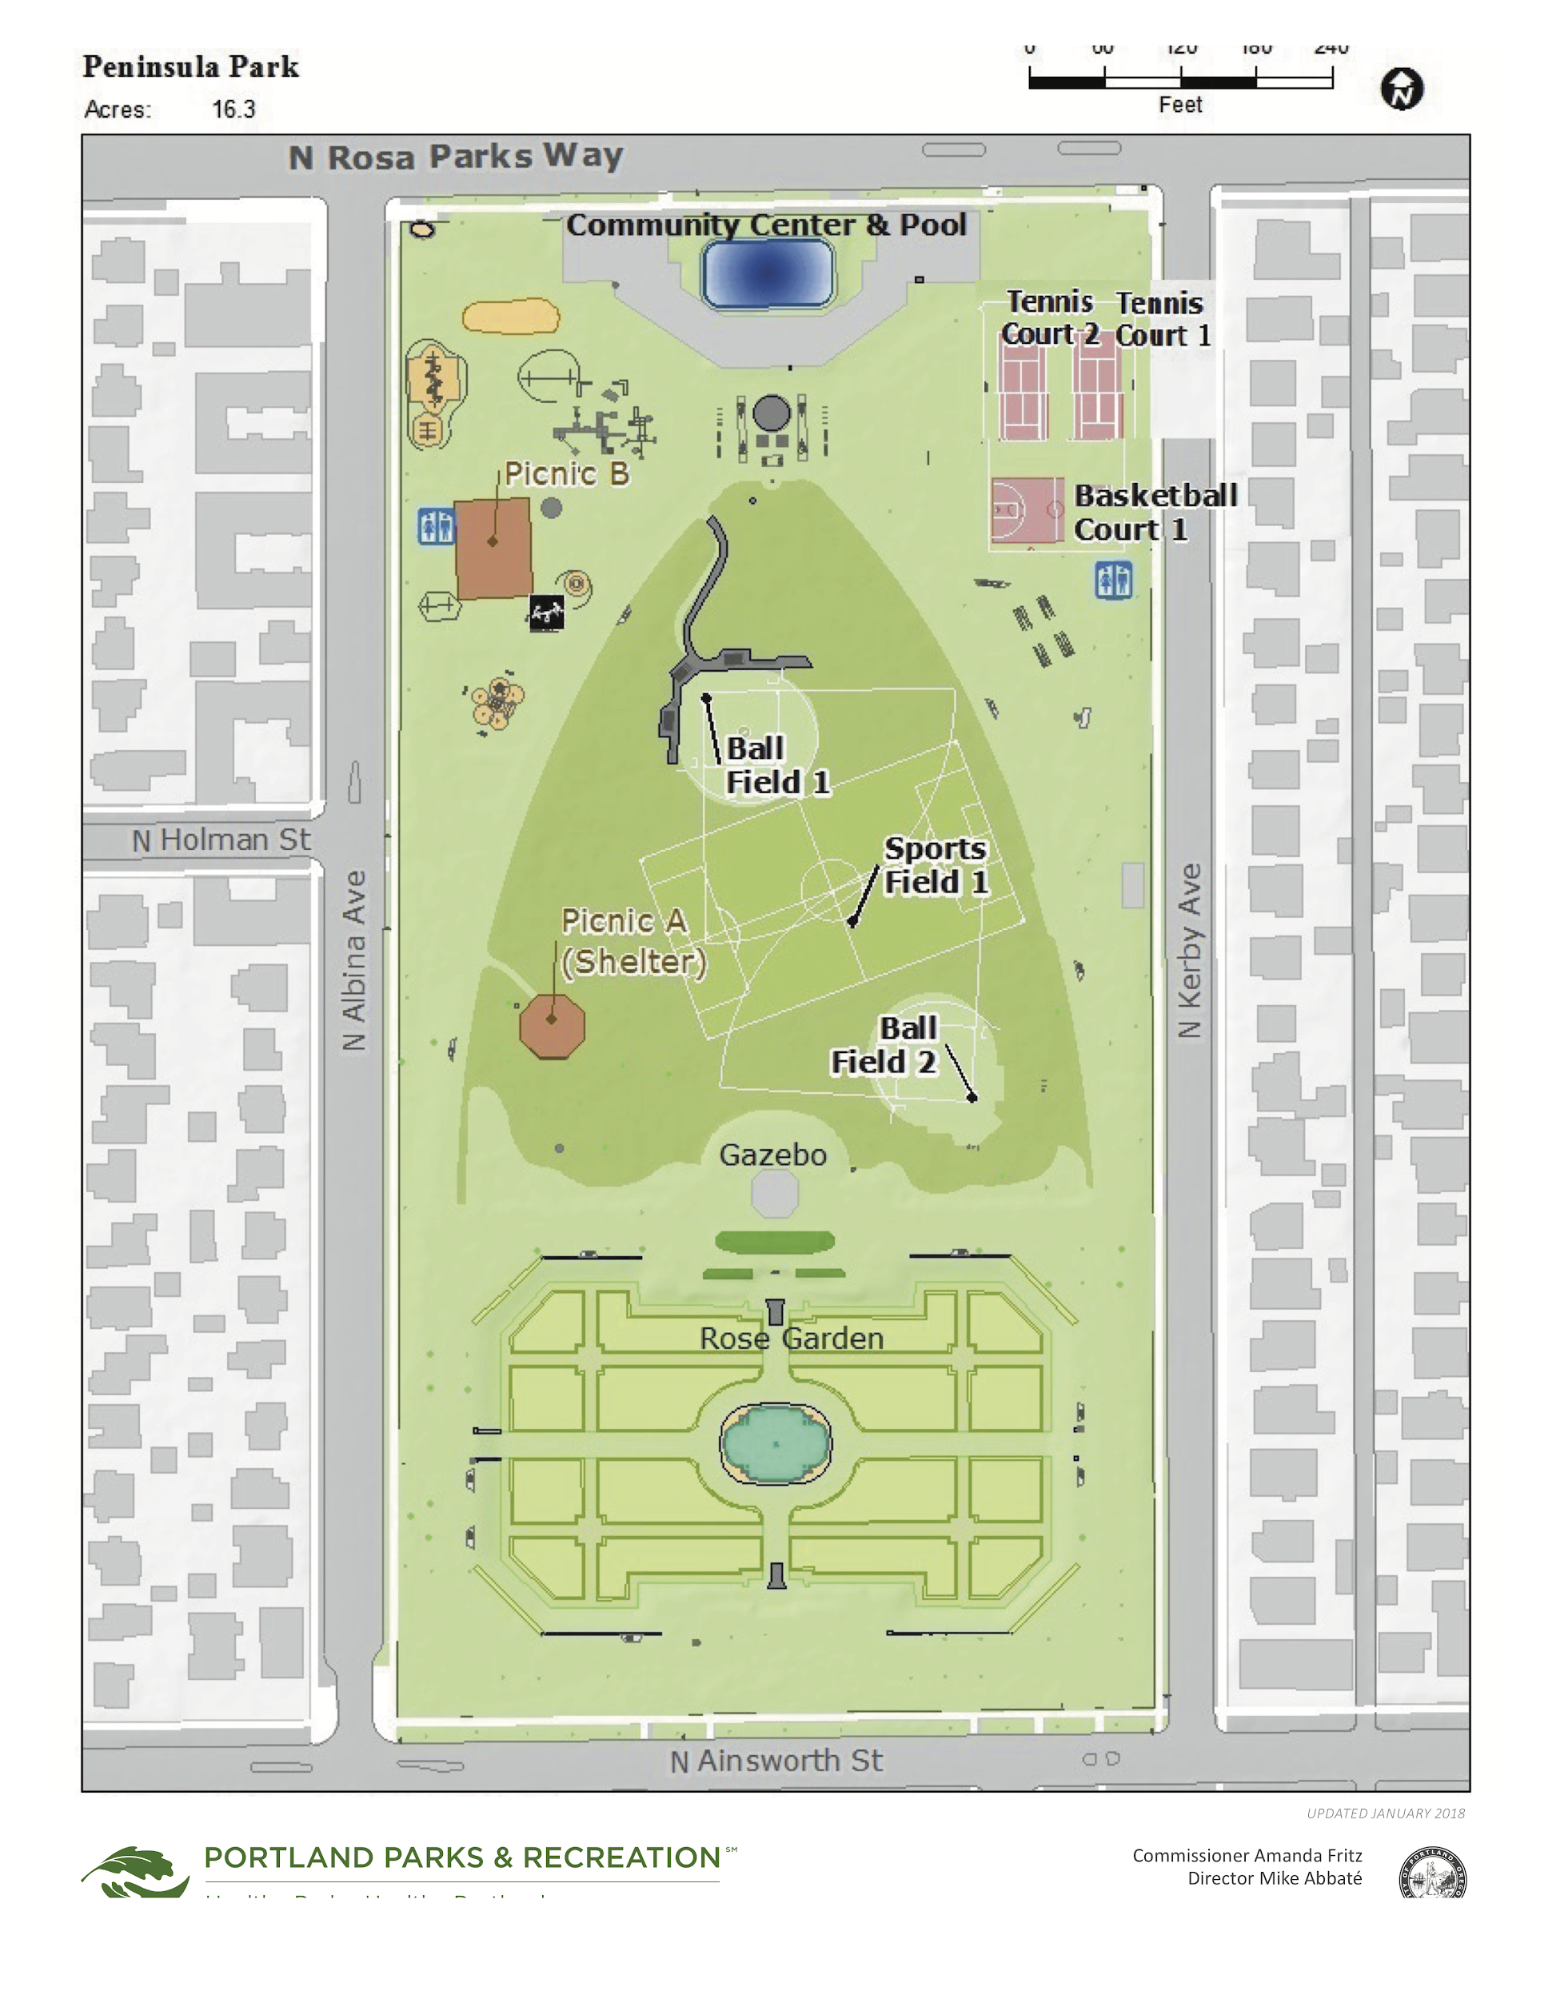 Peninsula Park
Acres: 16.3
0 60 120 180 240
Feet
N
N Rosa Parks Way
Community Center & Pool
Tennis Court 2
Tennis Court 1
Picnic B
Basketball
Court 1
Ball
Field 1
N Holman St
Sports
Field 1
N Albina Ave
N Kerby Ave
Picnic A
(Shelter)
Ball
Field 2
Gazebo
Rose Garden
N Ainsworth St
UPDATED JANUARY 2018
PORTLAND PARKS & RECREATION℠
Commissioner Amanda Fritz
Director Mike Abbaté